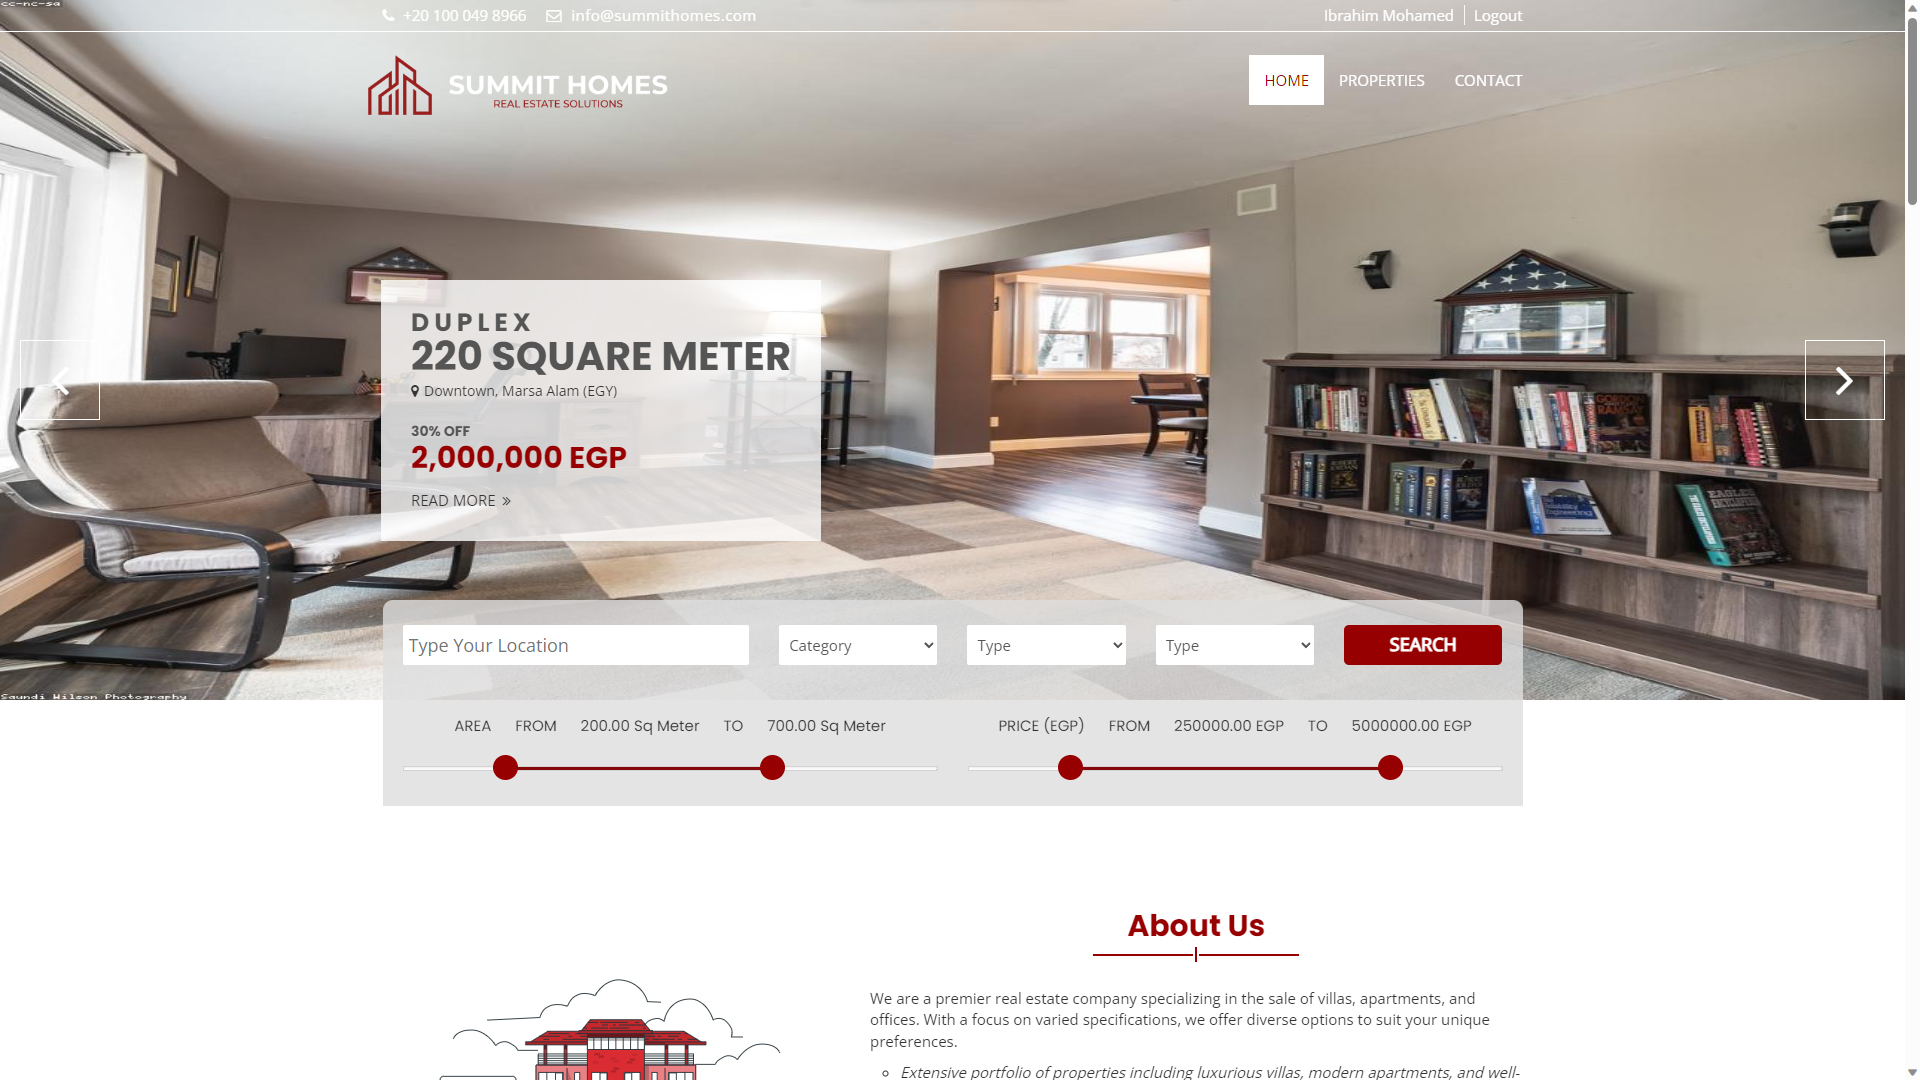 cc-nc-sa
+20 100 049 8966 info@summithomes.com Ibrahim Mohamed Logout
SUMMIT HOMES
REAL ESTATE SOLUTIONS
HOME PROPERTIES CONTACT
DUPLEX
220 SQUARE METER
Downtown, Marsa Alam (EGY)
30% OFF
2,000,000 EGP
READ MORE »
GORDON
RAMSAY
EAGLES
Saundi Wilson Photography
Type Your Location Category Type Type SEARCH
AREA FROM 200.00 Sq Meter TO 700.00 Sq Meter PRICE (EGP) FROM 250000.00 EGP TO 5000000.00 EGP
About Us
We are a premier real estate company specializing in the sale of villas, apartments, and
offices. With a focus on varied specifications, we offer diverse options to suit your unique
preferences.
Extensive portfolio of properties including luxurious villas, modern apartments, and well-